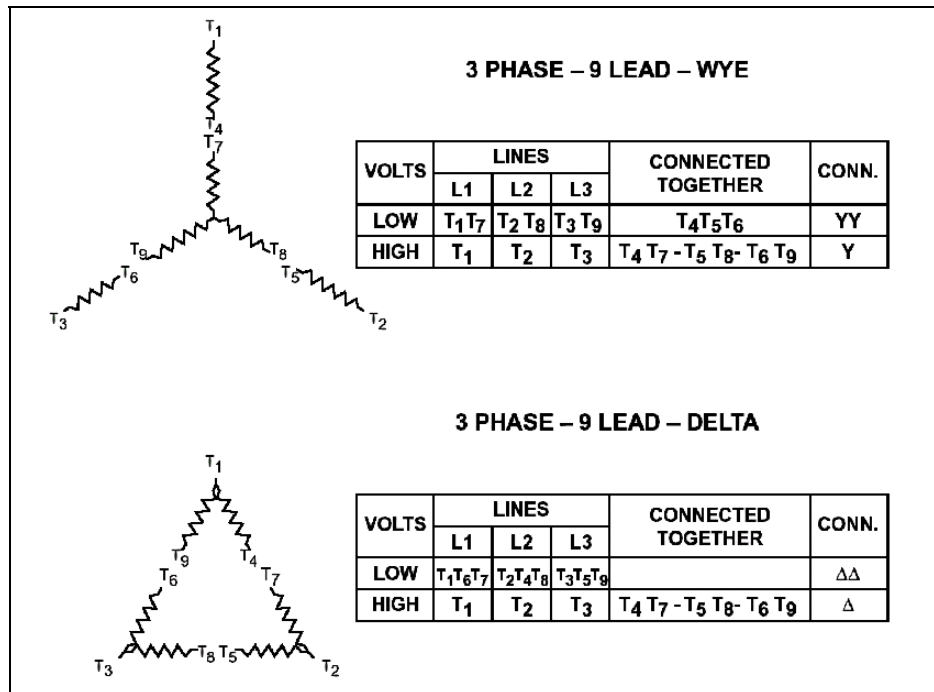 T1
T4
T7
T9
T8
T6
T5
T3
T2
3 PHASE – 9 LEAD – WYE
VOLTS LINES CONNECTED TOGETHER CONN.
L1 L2 L3
LOW T1T7 T2 T8 T3 T9 T4T5T6 YY
HIGH T1 T2 T3 T4 T7 - T5 T8- T6 T9 Y
3 PHASE – 9 LEAD – DELTA
T1
T9 T4
T6 T7
T3 T8 T5 T2
VOLTS LINES CONNECTED TOGETHER CONN.
L1 L2 L3
LOW T1T6T7 T2T4T8 T3T5T9 ΔΔ
HIGH T1 T2 T3 T4 T7 - T5 T8- T6 T9 Δ